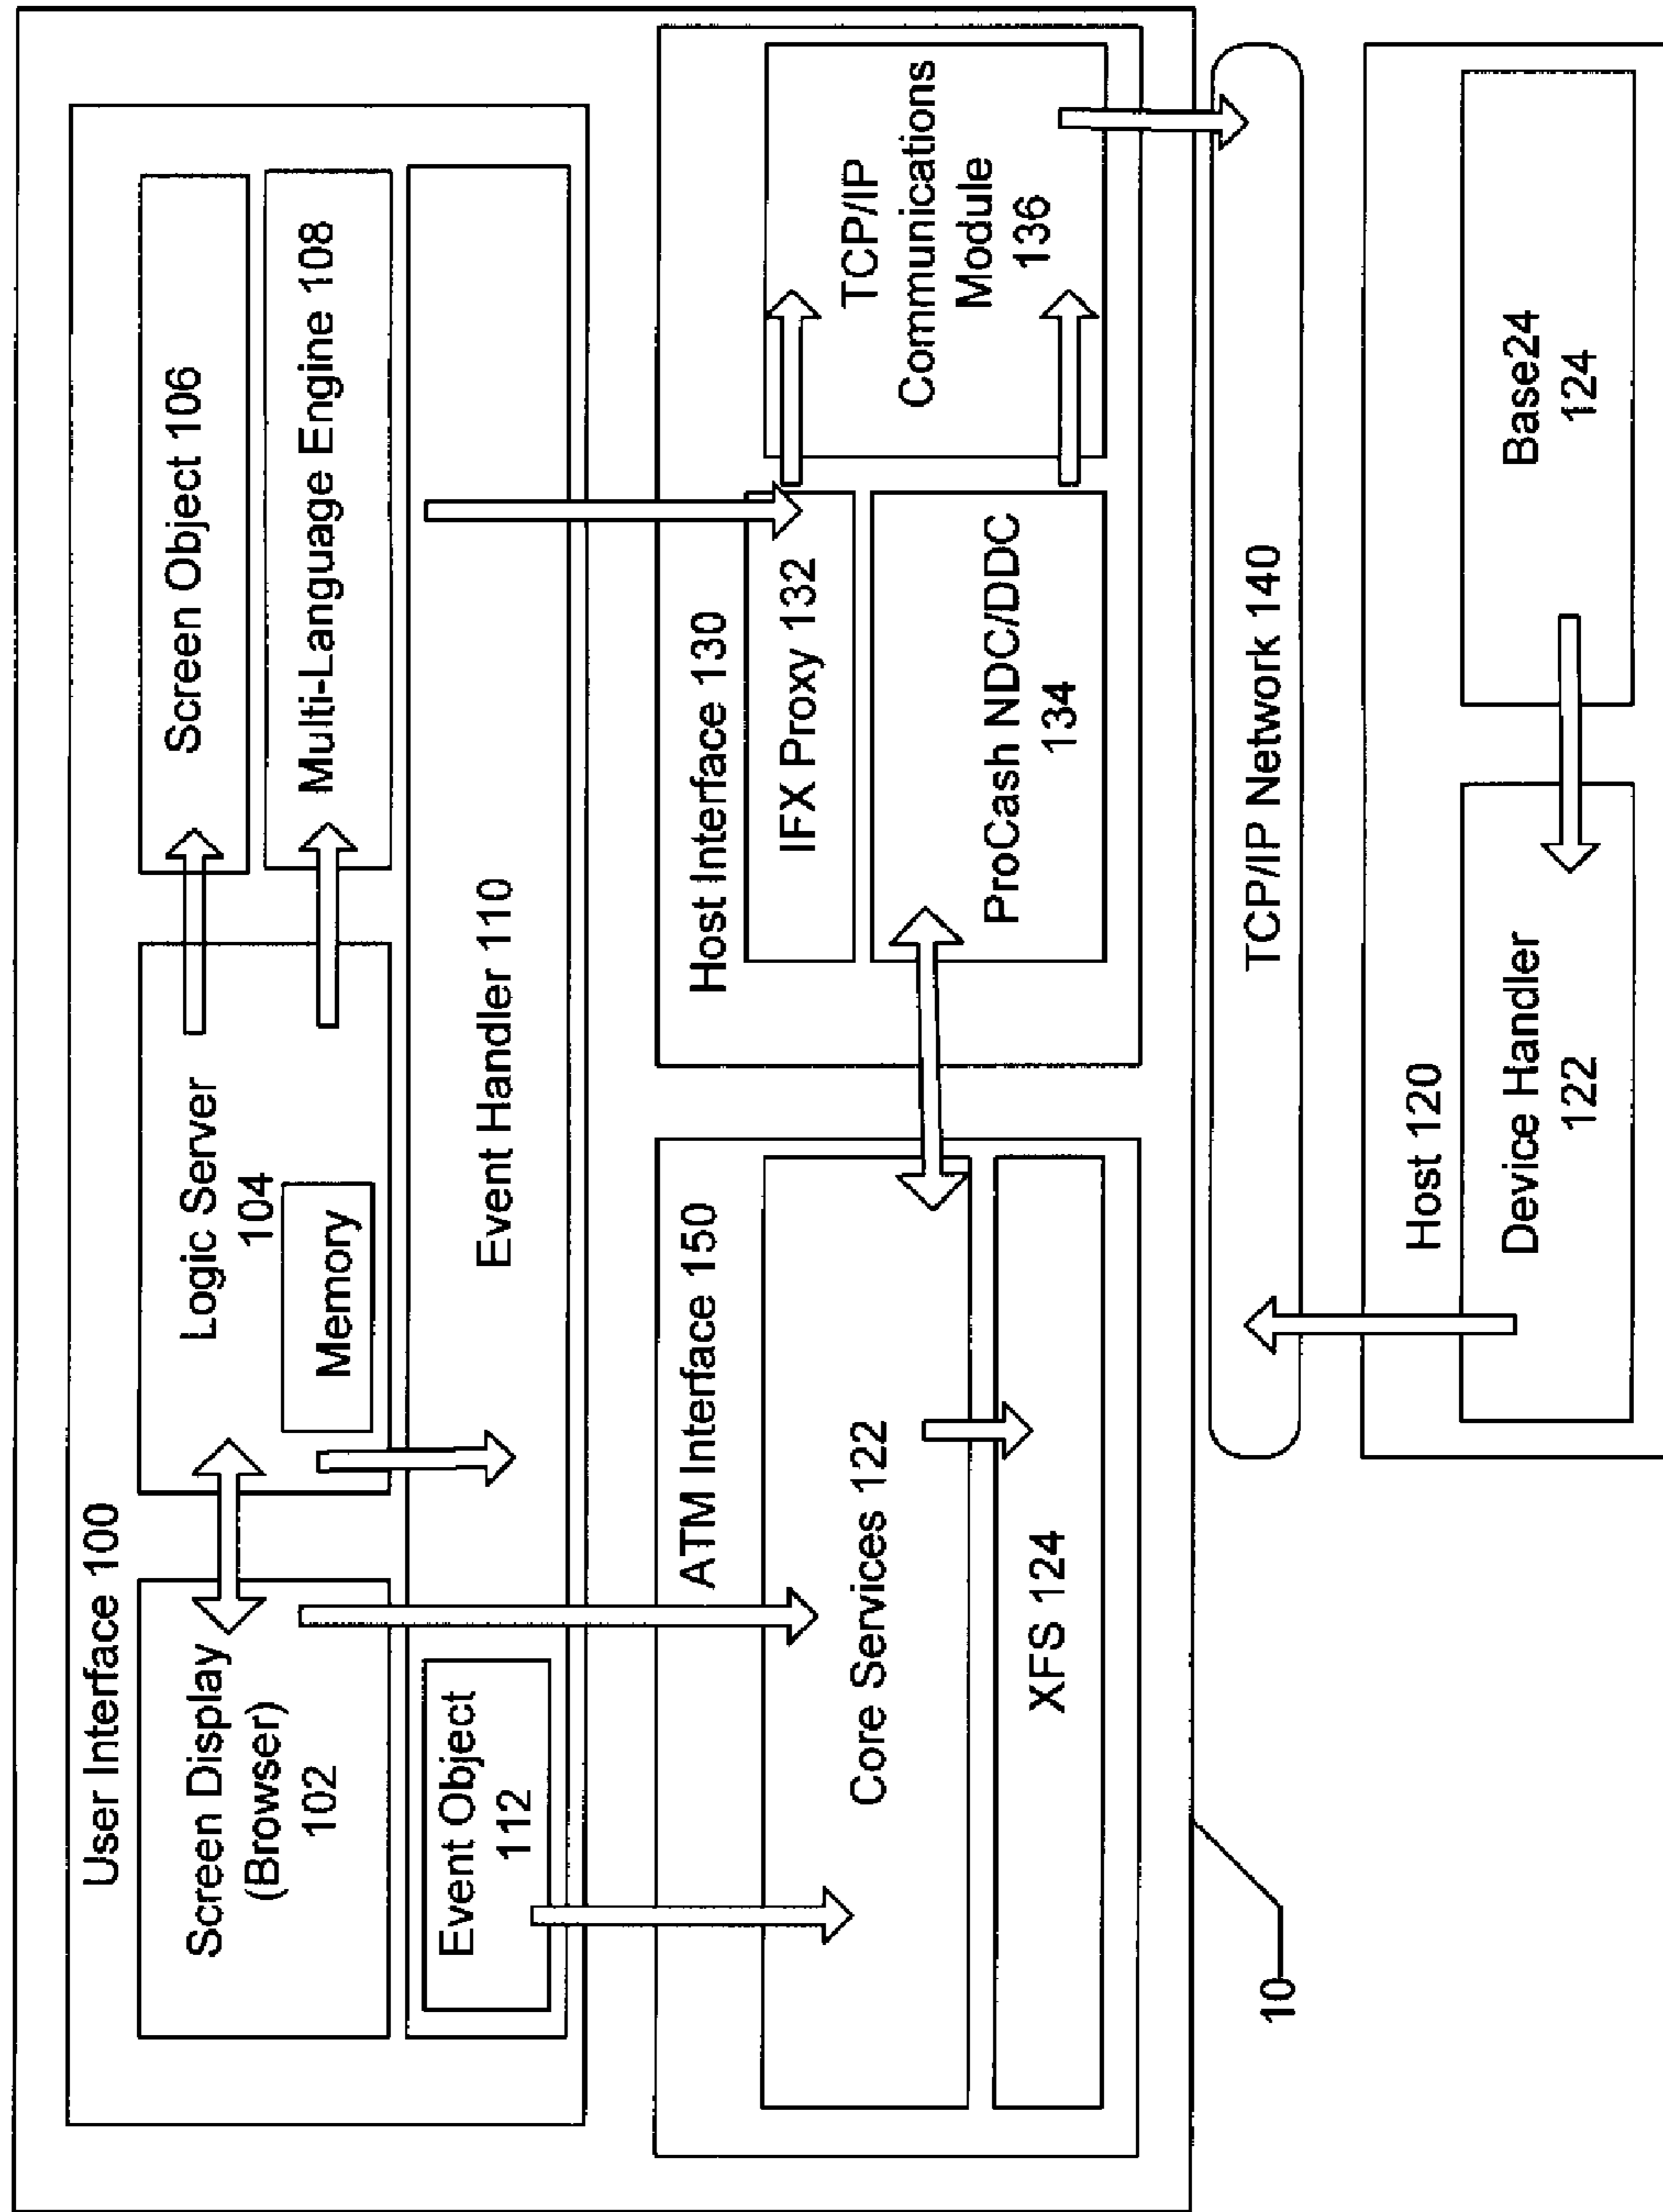 User Interface 100
Screen Display
(Browser)
102
Logic Server
104
Memory
Screen Object 106
Multi-Language Engine 108
Event Handler 110
Event Object
112
ATM Interface 150
Core Services 122
XFS 124
Host Interface 130
IFX Proxy 132
ProCash NDC/DDC
134
TCP/IP
Communications
Module
136
10
TCP/IP Network 140
Host 120
Device Handler
122
Base24
124